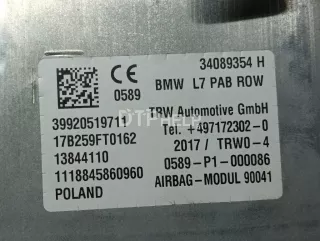 34089354 H
CE
0589 BMW L7 PAB ROW
39920519711 TRW Automotive GmbH
DTPhelp
17B259FT0162 Tel. +497172302-0
13844110 2017 / TRW0-4
1118845860960 0589-P1-000086
POLAND AIRBAG-MODUL 90041